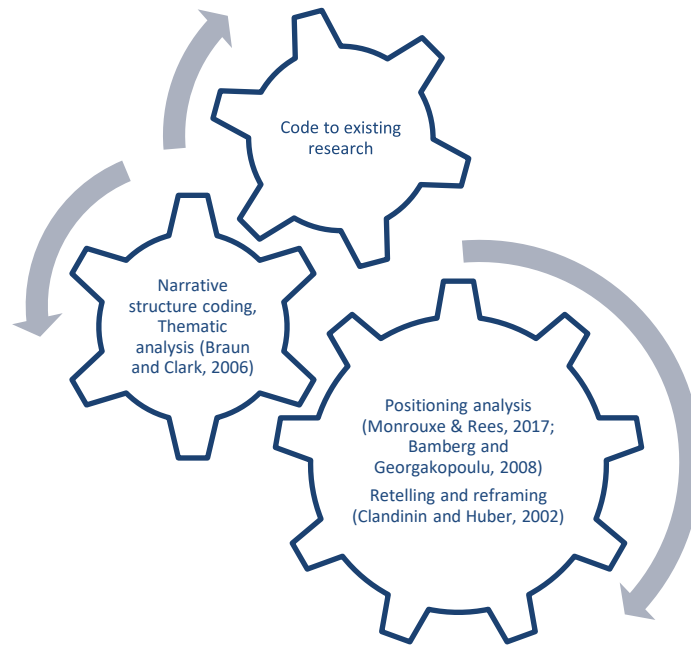 Code to existing
research
Narrative
structure coding,
Thematic
analysis (Braun
and Clark, 2006)
Positioning analysis
(Monrouxe & Rees, 2017;
Bamberg and
Georgakopoulu, 2008)
Retelling and reframing
(Clandinin and Huber, 2002)